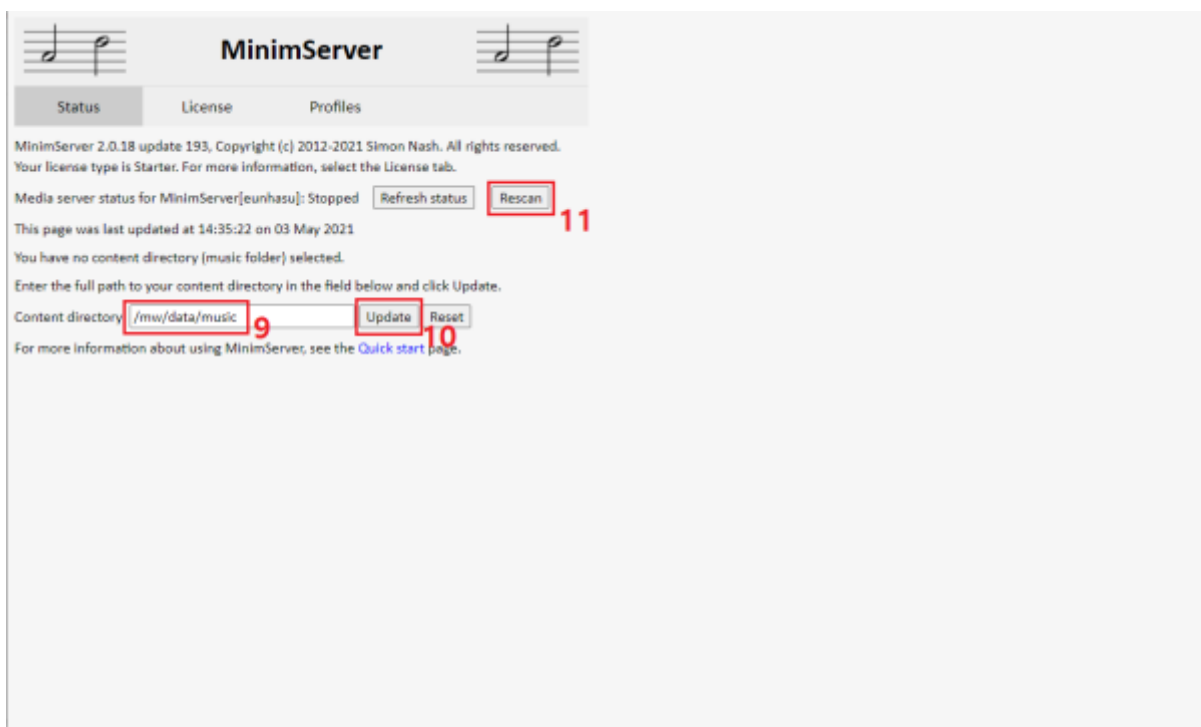 MinimServer
Status License Profiles
MinimServer 2.0.18 update 193, Copyright (c) 2012-2021 Simon Nash. All rights reserved.
Your license type is Starter. For more information, select the License tab.
Media server status for MinimServer[eunhasu]: Stopped Refresh status Rescan
11
This page was last updated at 14:35:22 on 03 May 2021
You have no content directory (music folder) selected.
Enter the full path to your content directory in the field below and click Update.
Content directory /mw/data/music 9 Update 10 Reset
For more information about using MinimServer, see the Quick start page.